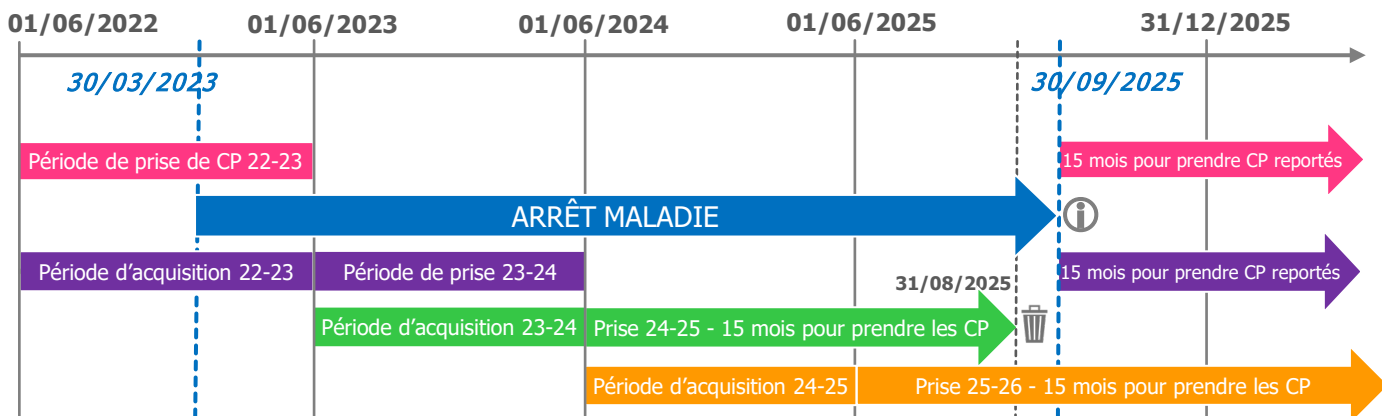 01/06/2022 01/06/2023 01/06/2024 01/06/2025 31/12/2025
30/03/2023 30/09/2025
Période de prise de CP 22-23 15 mois pour prendre CP reportés
ARRÊT MALADIE
Période d'acquisition 22-23 Période de prise 23-24 15 mois pour prendre CP reportés
31/08/2025
Période d'acquisition 23-24 Prise 24-25 - 15 mois pour prendre les CP
Période d'acquisition 24-25 Prise 25-26 - 15 mois pour prendre les CP